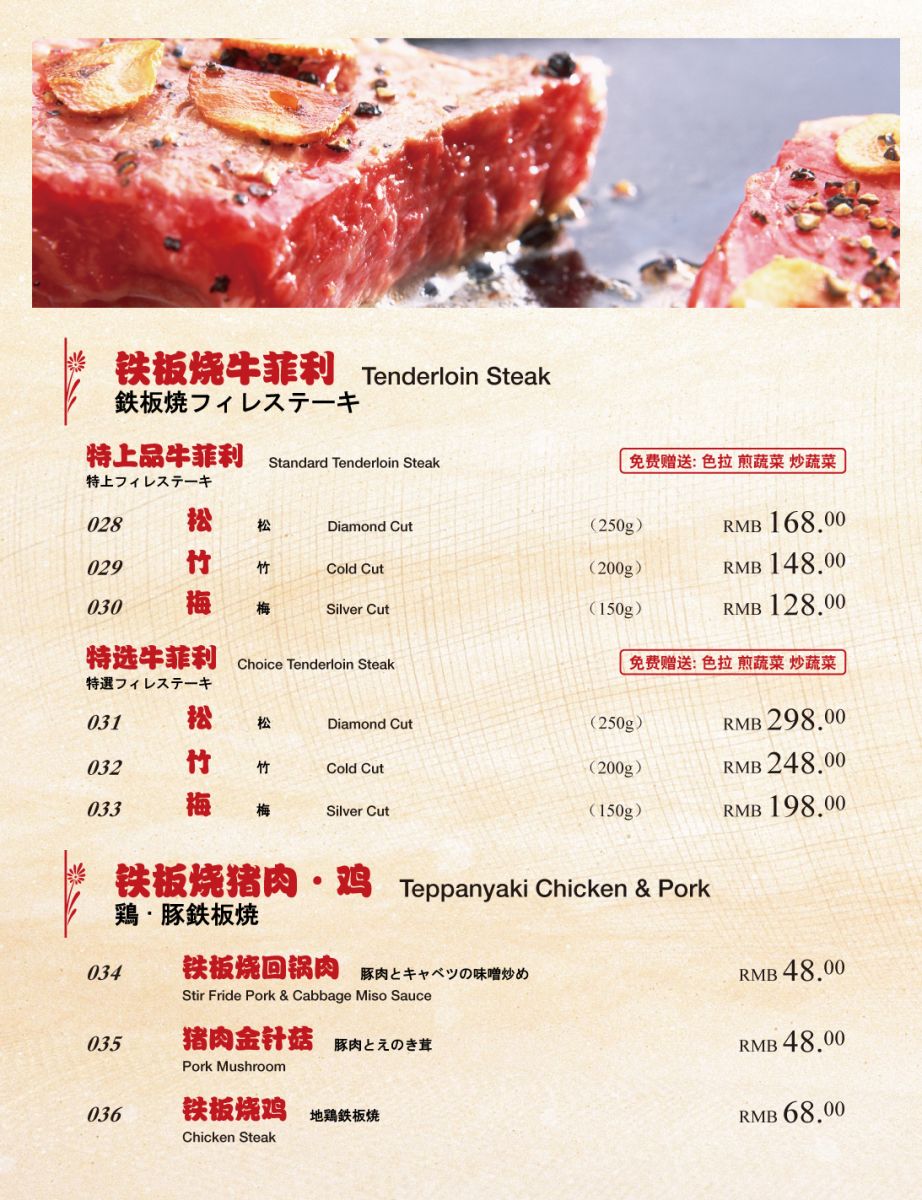 铁板烧牛菲利 Tenderloin Steak
鉄板焼フィレステーキ
特上品牛菲利 Standard Tenderloin Steak 免费赠送: 色拉 煎蔬菜 炒蔬菜
特上フィレステーキ
028 松 松 Diamond Cut （250g） RMB 168.00
029 竹 竹 Cold Cut （200g） RMB 148.00
030 梅 梅 Silver Cut （150g） RMB 128.00
特选牛菲利 Choice Tenderloin Steak 免费赠送: 色拉 煎蔬菜 炒蔬菜
特選フィレステーキ
031 松 松 Diamond Cut （250g） RMB 298.00
032 竹 竹 Cold Cut （200g） RMB 248.00
033 梅 梅 Silver Cut （150g） RMB 198.00
铁板烧猪肉·鸡 Teppanyaki Chicken & Pork
鶏·豚鉄板焼
034 铁板烧回锅肉 豚肉とキャベツの味噌炒め RMB 48.00
Stir Fride Pork & Cabbage Miso Sauce
035 猪肉金针菇 豚肉とえのき茸 RMB 48.00
Pork Mushroom
036 铁板烧鸡 地鶏鉄板焼 RMB 68.00
Chicken Steak